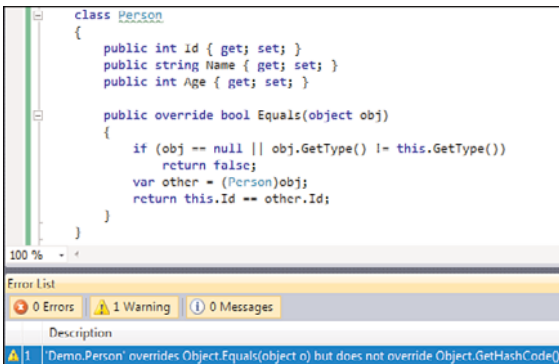 class Person
{
public int Id { get; set; }
public string Name { get; set; }
public int Age { get; set; }
public override bool Equals(object obj)
{
if (obj == null || obj.GetType() != this.GetType())
return false;
var other = (Person)obj;
return this.Id == other.Id;
}
}
100 %
Error List
0 Errors 1 Warning 0 Messages
Description
1 'Demo.Person' overrides Object.Equals(object o) but does not override Object.GetHashCode(